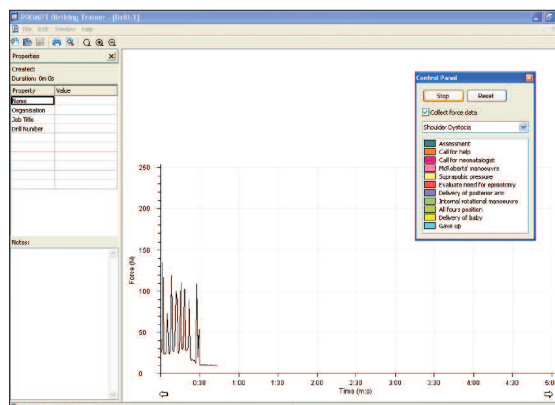 PROMPT Birthing Trainer - [Drill-1]
File Edit Window Help
Properties
Created:
Duration: 0m 0s
Property Value
Name
Organisation
Job Title
Drill Number
Notes:
Control Panel
Stop Reset
Collect force data
Shoulder Dystocia
Assessment
Call for help
Call for neonatalogist
McRoberts' manoeuvre
Suprapubic pressure
Evaluate need for episiotomy
Delivery of posterior arm
Internal rotational manoeuvre
All fours position
Delivery of baby
Gave up
250
200
150
100
50
0
Force (N)
0:30 1:00 1:30 2:00 2:30 3:00 3:30 4:00 4:30 5:0
Time (m:s)